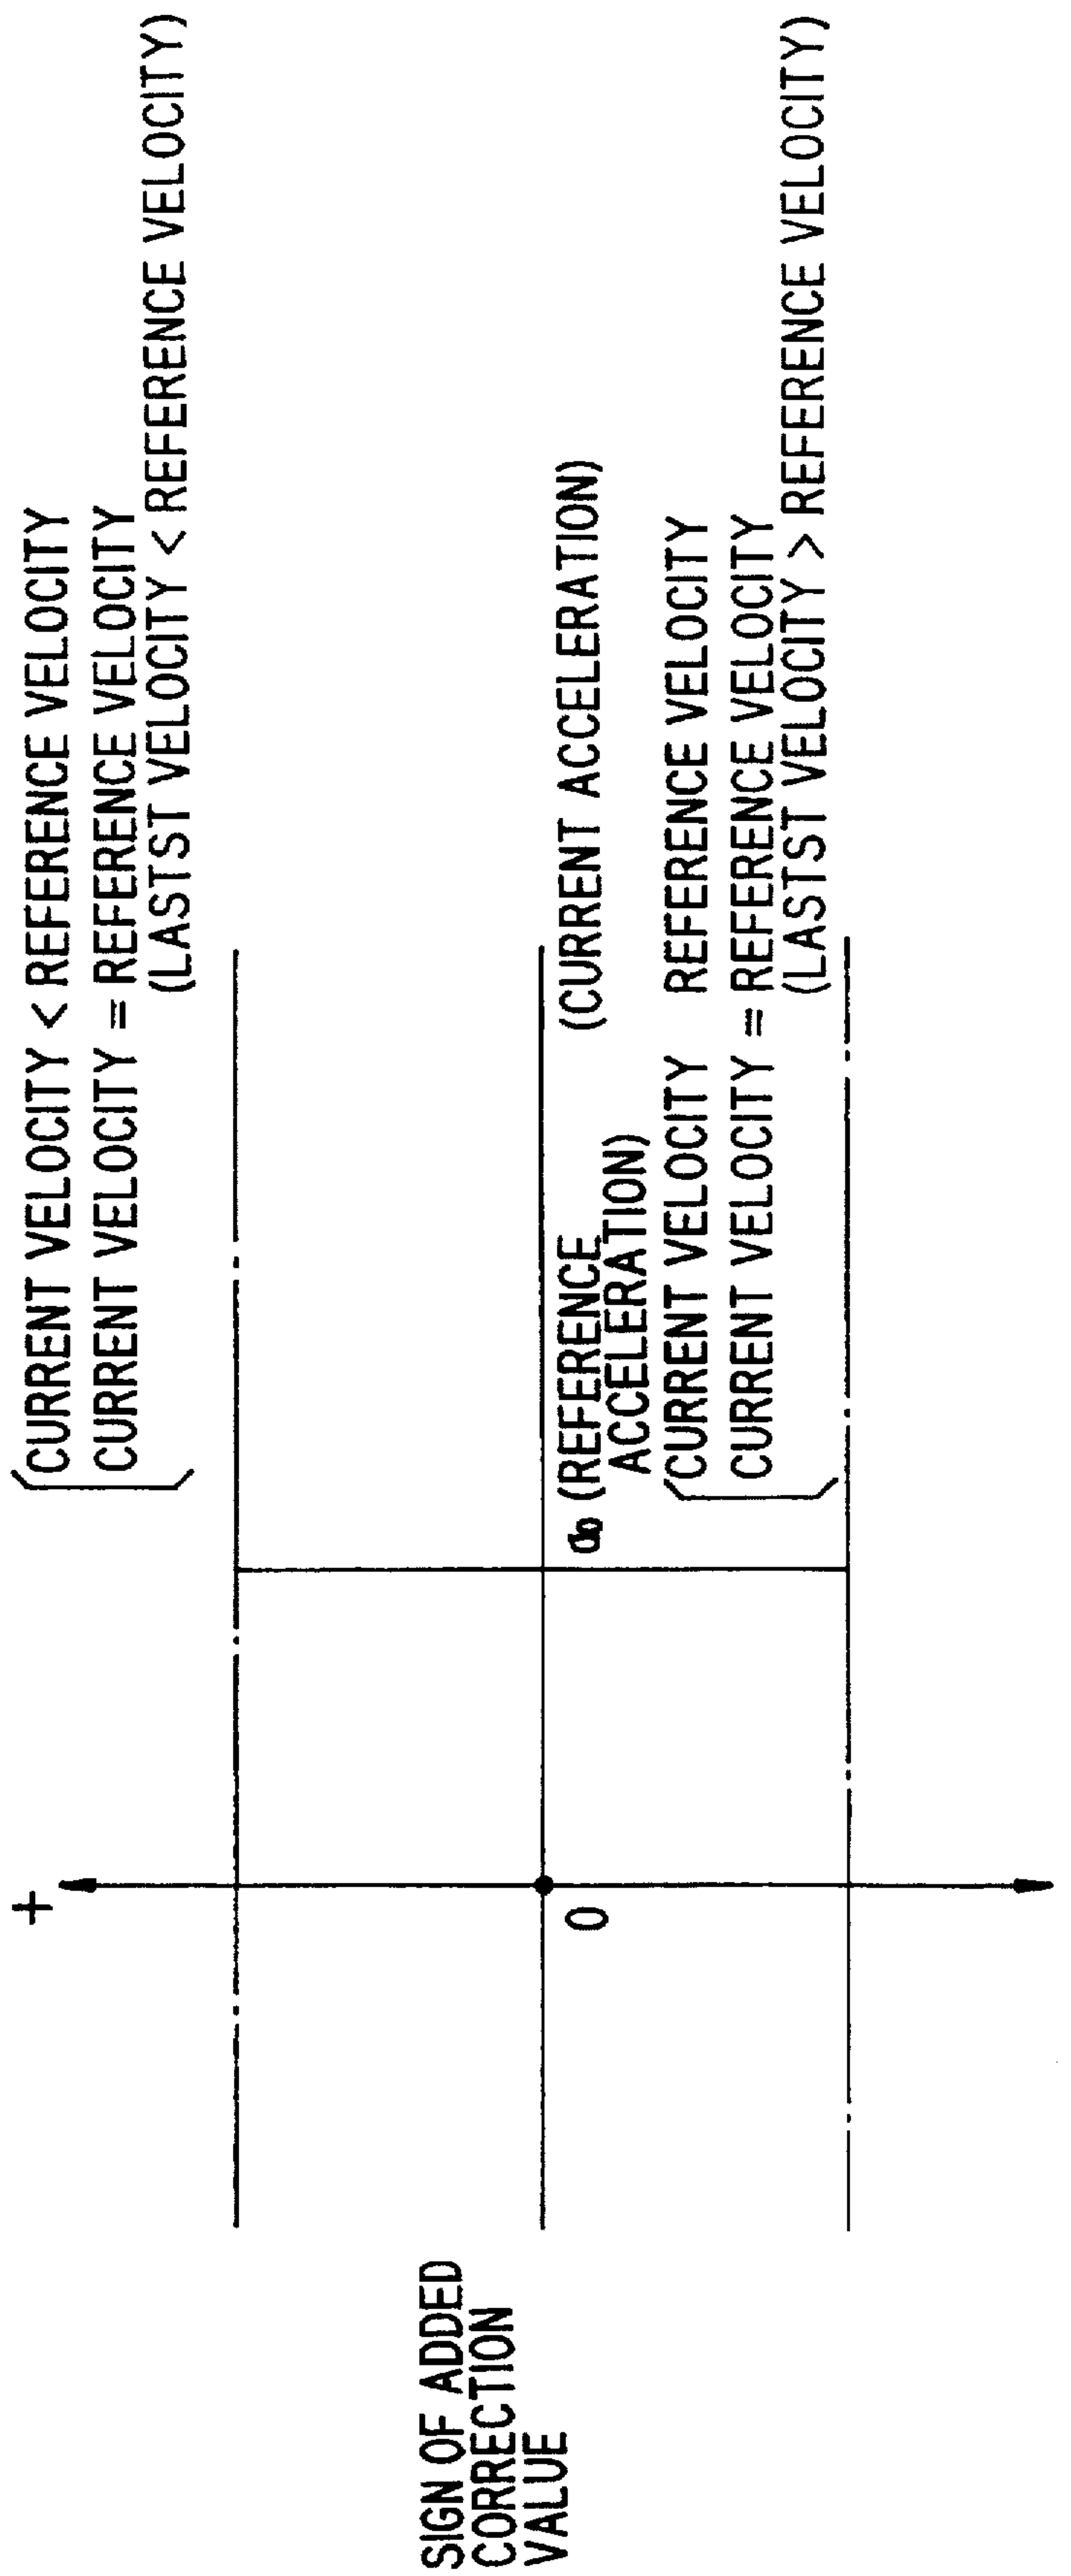 +
(CURRENT VELOCITY < REFERENCE VELOCITY
CURRENT VELOCITY = REFERENCE VELOCITY
(LASTST VELOCITY < REFERENCE VELOCITY)
SIGN OF ADDED
CORRECTION
VALUE
0
(REFERENCE
ACCELERATION)
(CURRENT ACCELERATION)
(CURRENT VELOCITY REFERENCE VELOCITY
CURRENT VELOCITY = REFERENCE VELOCITY
(LASTST VELOCITY > REFERENCE VELOCITY)